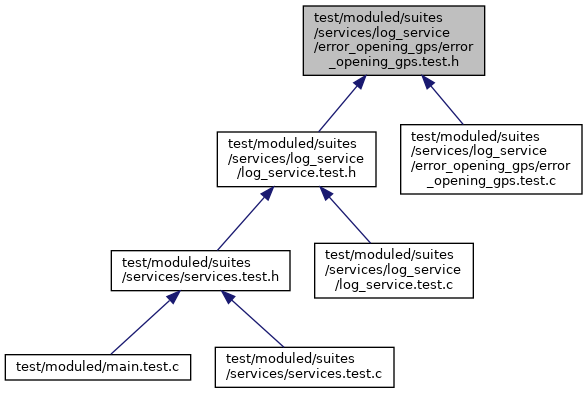 test/moduled/suites
/services/log_service
/error_opening_gps/error
_opening_gps.test.h
test/moduled/suites
/services/log_service
/log_service.test.h
test/moduled/suites
/services/log_service
/error_opening_gps/error
_opening_gps.test.c
test/moduled/suites
/services/services.test.h
test/moduled/suites
/services/log_service
/log_service.test.c
test/moduled/main.test.c
test/moduled/suites
/services/services.test.c